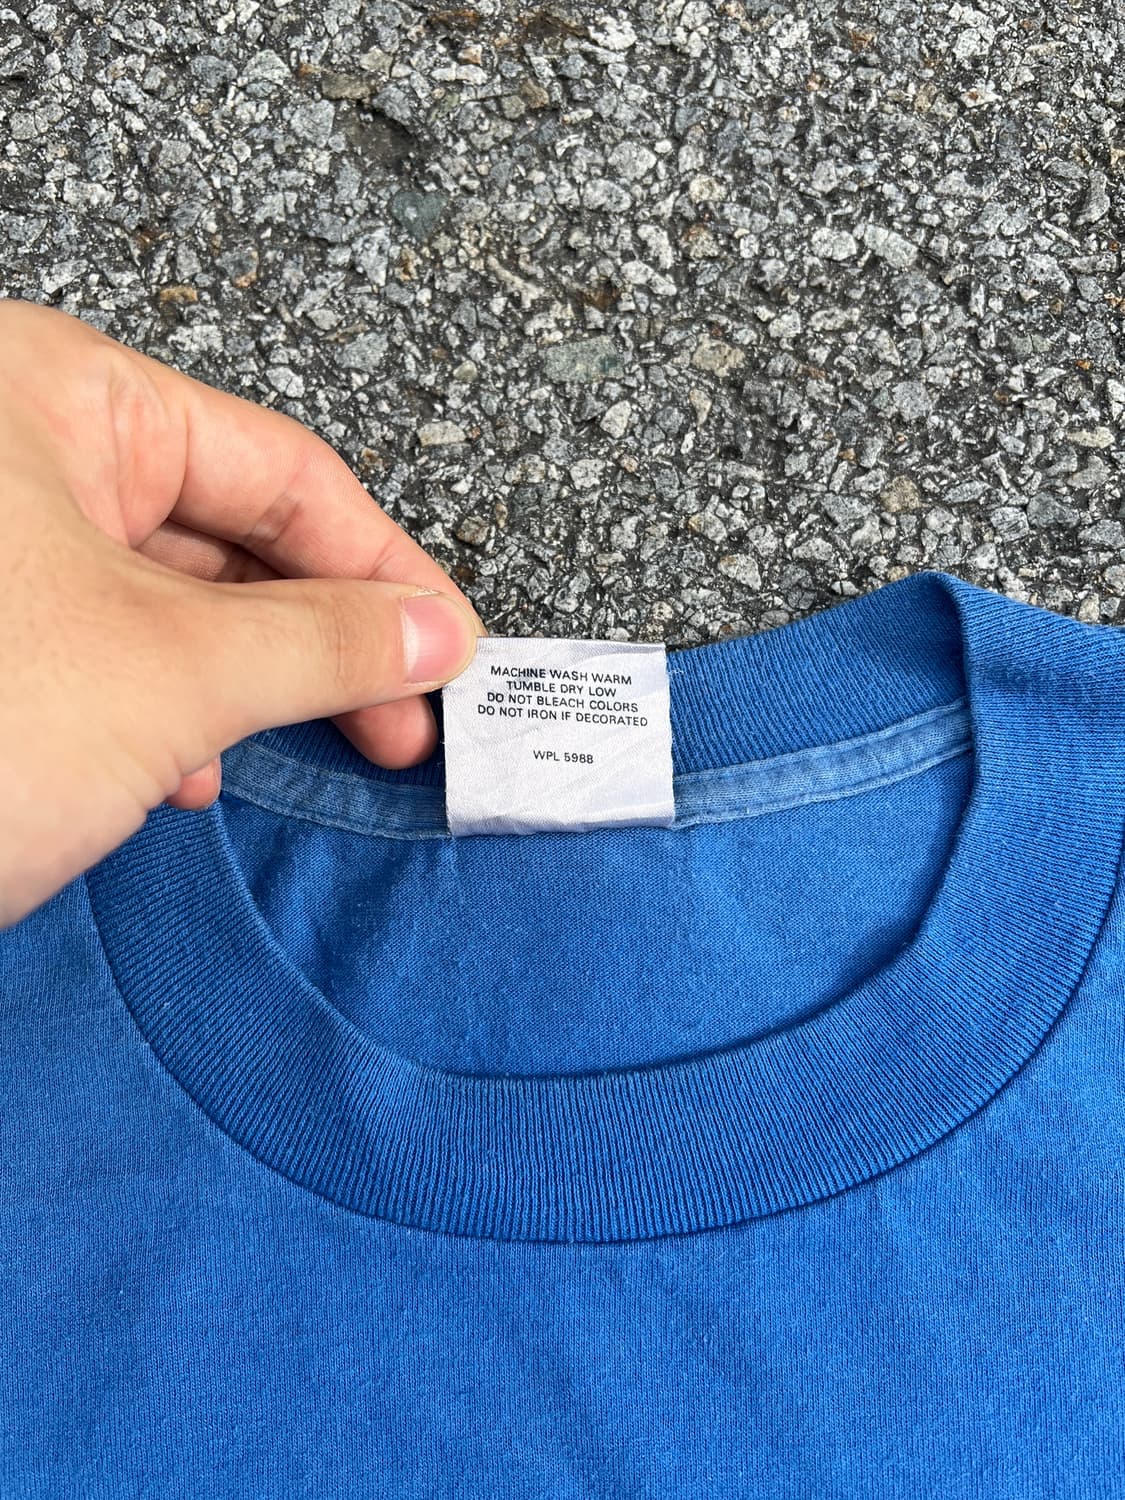 MACHINE WASH WARM
TUMBLE DRY LOW
DO NOT BLEACH COLORS
DO NOT IRON IF DECORATED
WPL 5988